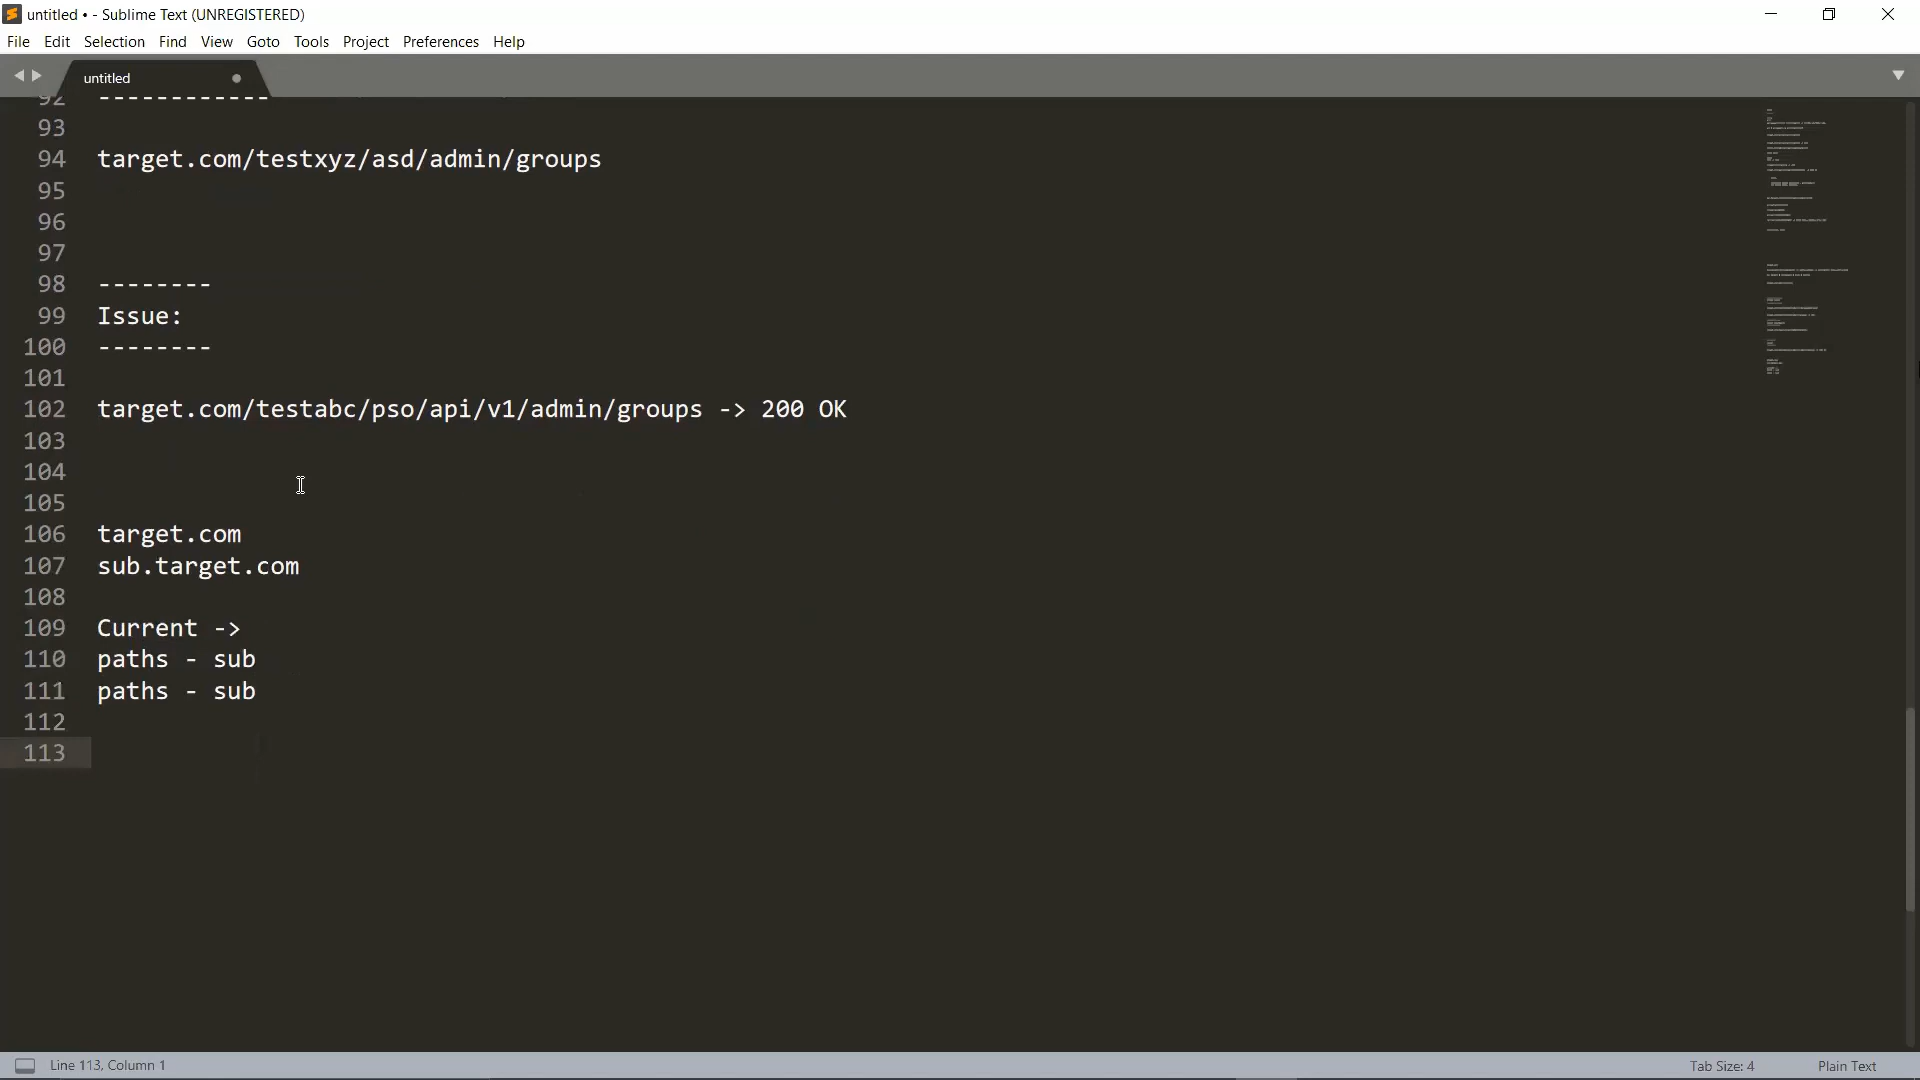 untitled • - Sublime Text (UNREGISTERED)
File Edit Selection Find View Goto Tools Project Preferences Help
untitled
92 ------------
93
94 target.com/testxyz/asd/admin/groups
95
96
97
98 --------
99 Issue:
100 --------
101
102 target.com/testabc/pso/api/v1/admin/groups -> 200 OK
103
104
105
106 target.com
107 sub.target.com
108
109 Current ->
110 paths - sub
111 paths - sub
112
113
Line 113, Column 1 Tab Size: 4 Plain Text